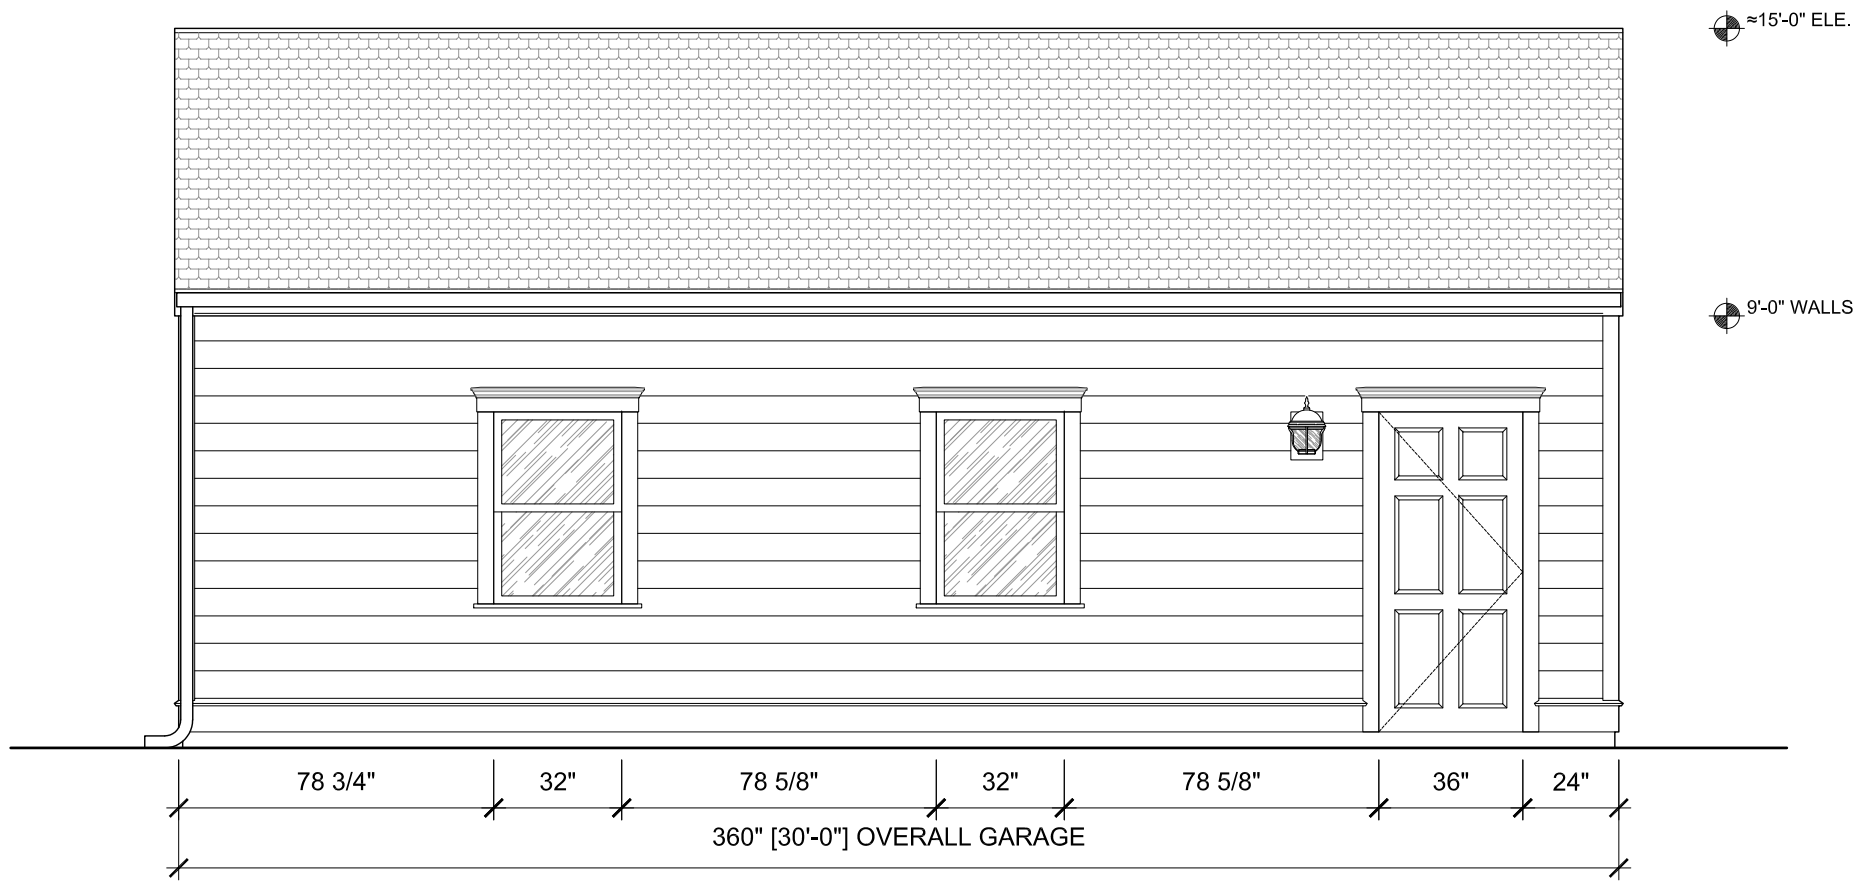 ≈15'-0" ELE.
9'-0" WALLS
78 3/4" 32" 78 5/8" 32" 78 5/8" 36" 24"
360" [30'-0"] OVERALL GARAGE